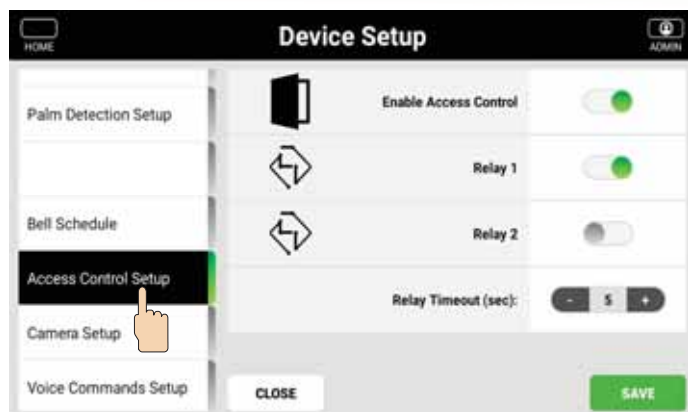 Device Setup
HOME
ADMIN
Palm Detection Setup
Bell Schedule
Access Control Setup
Camera Setup
Voice Commands Setup
Enable Access Control
Relay 1
Relay 2
Relay Timeout (sec):
- 5 +
CLOSE
SAVE